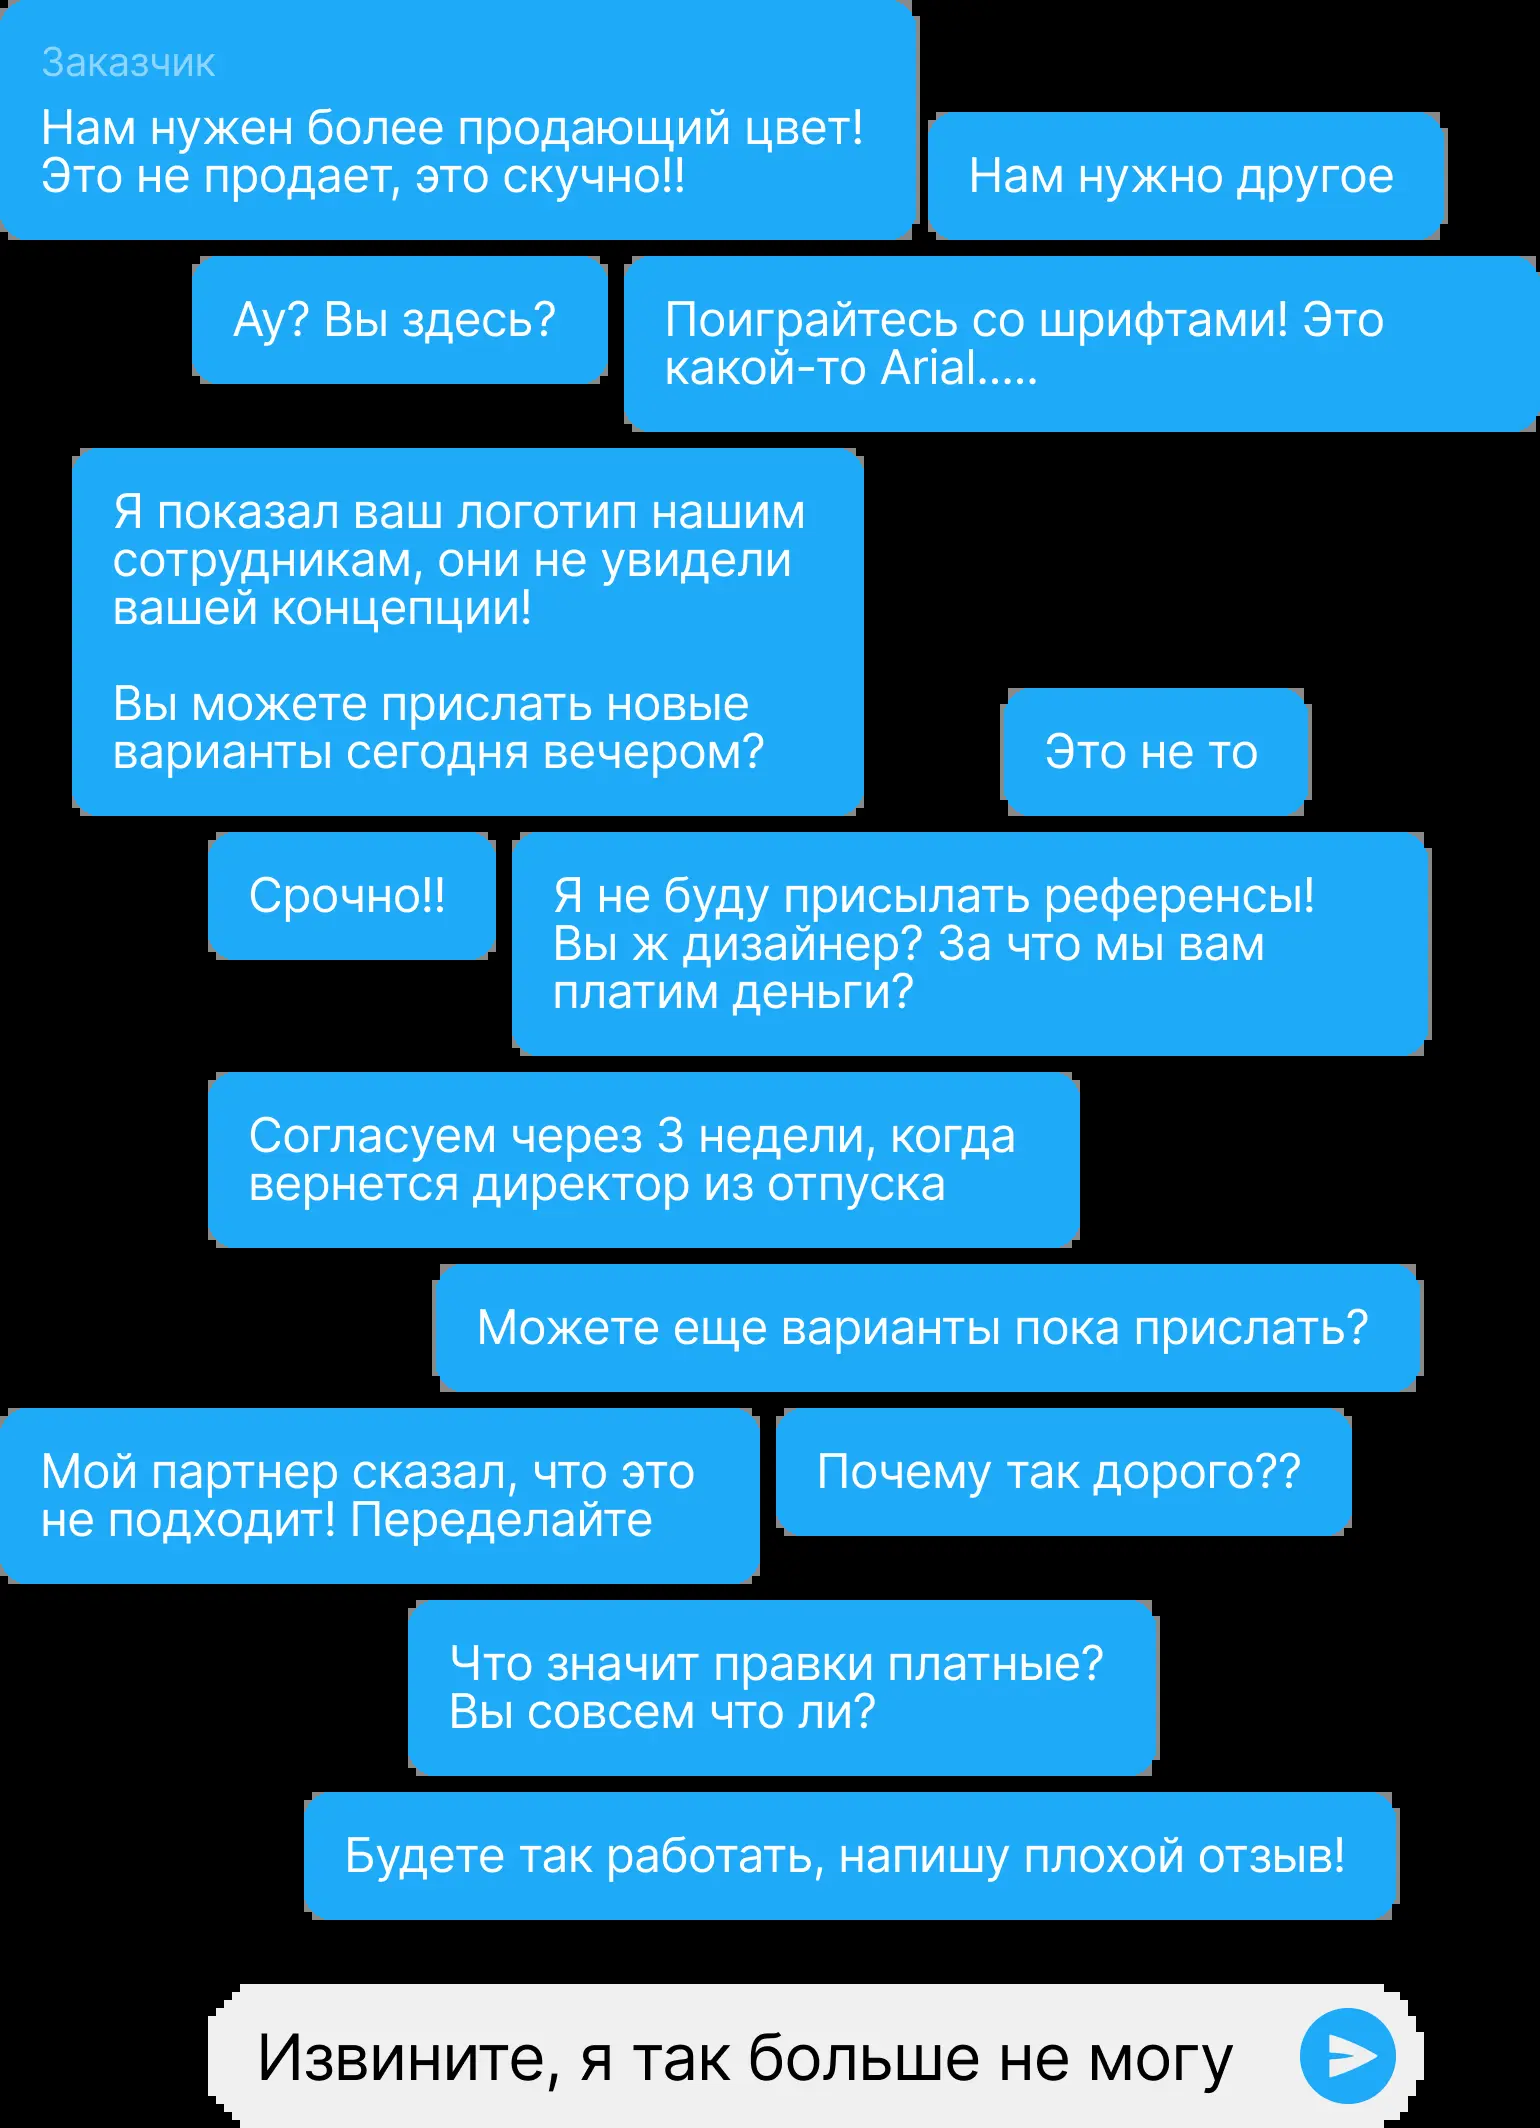 Заказчик
Нам нужен более продающий цвет!
Это не продает, это скучно!!
Нам нужно другое
Ау? Вы здесь?
Поиграйтесь со шрифтами! Это
какой-то Arial.....
Я показал ваш логотип нашим
сотрудникам, они не увидели
вашей концепции!
Вы можете прислать новые
варианты сегодня вечером?
Это не то
Срочно!!
Я не буду присылать референсы!
Вы ж дизайнер? За что мы вам
платим деньги?
Согласуем через 3 недели, когда
вернется директор из отпуска
Можете еще варианты пока прислать?
Мой партнер сказал, что это
не подходит! Переделайте
Почему так дорого??
Что значит правки платные?
Вы совсем что ли?
Будете так работать, напишу плохой отзыв!
Извините, я так больше не могу